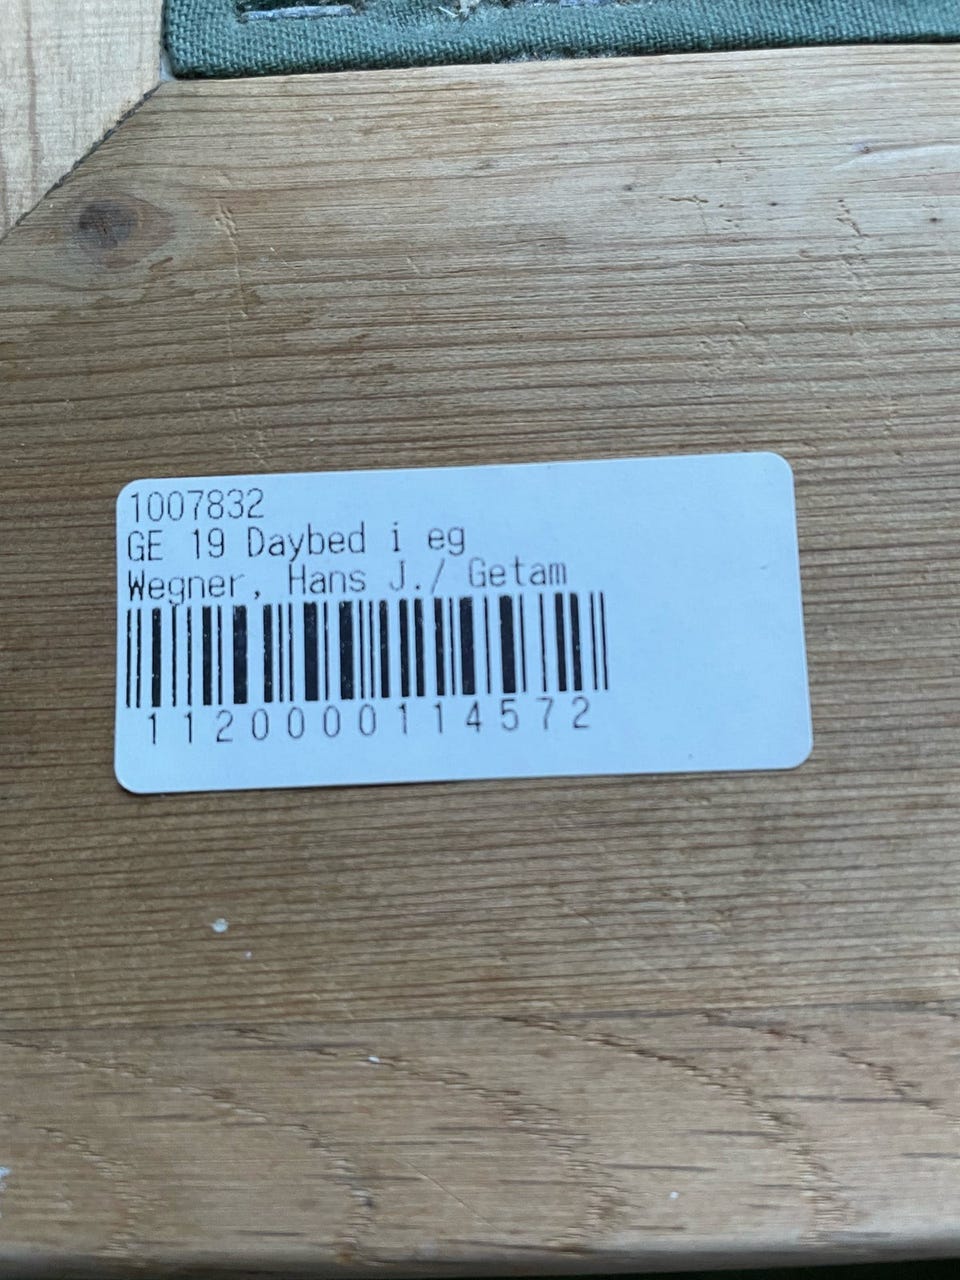 1007832
GE 19 Daybed i eg
Wegner, Hans J./ Getam
1120000114572